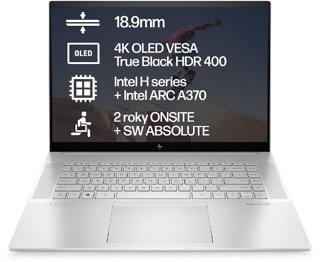 18.9mm
OLED
4K OLED VESA
True Black HDR 400
Intel H series
+ Intel ARC A370
2 roky ONSITE
+ SW ABSOLUTE